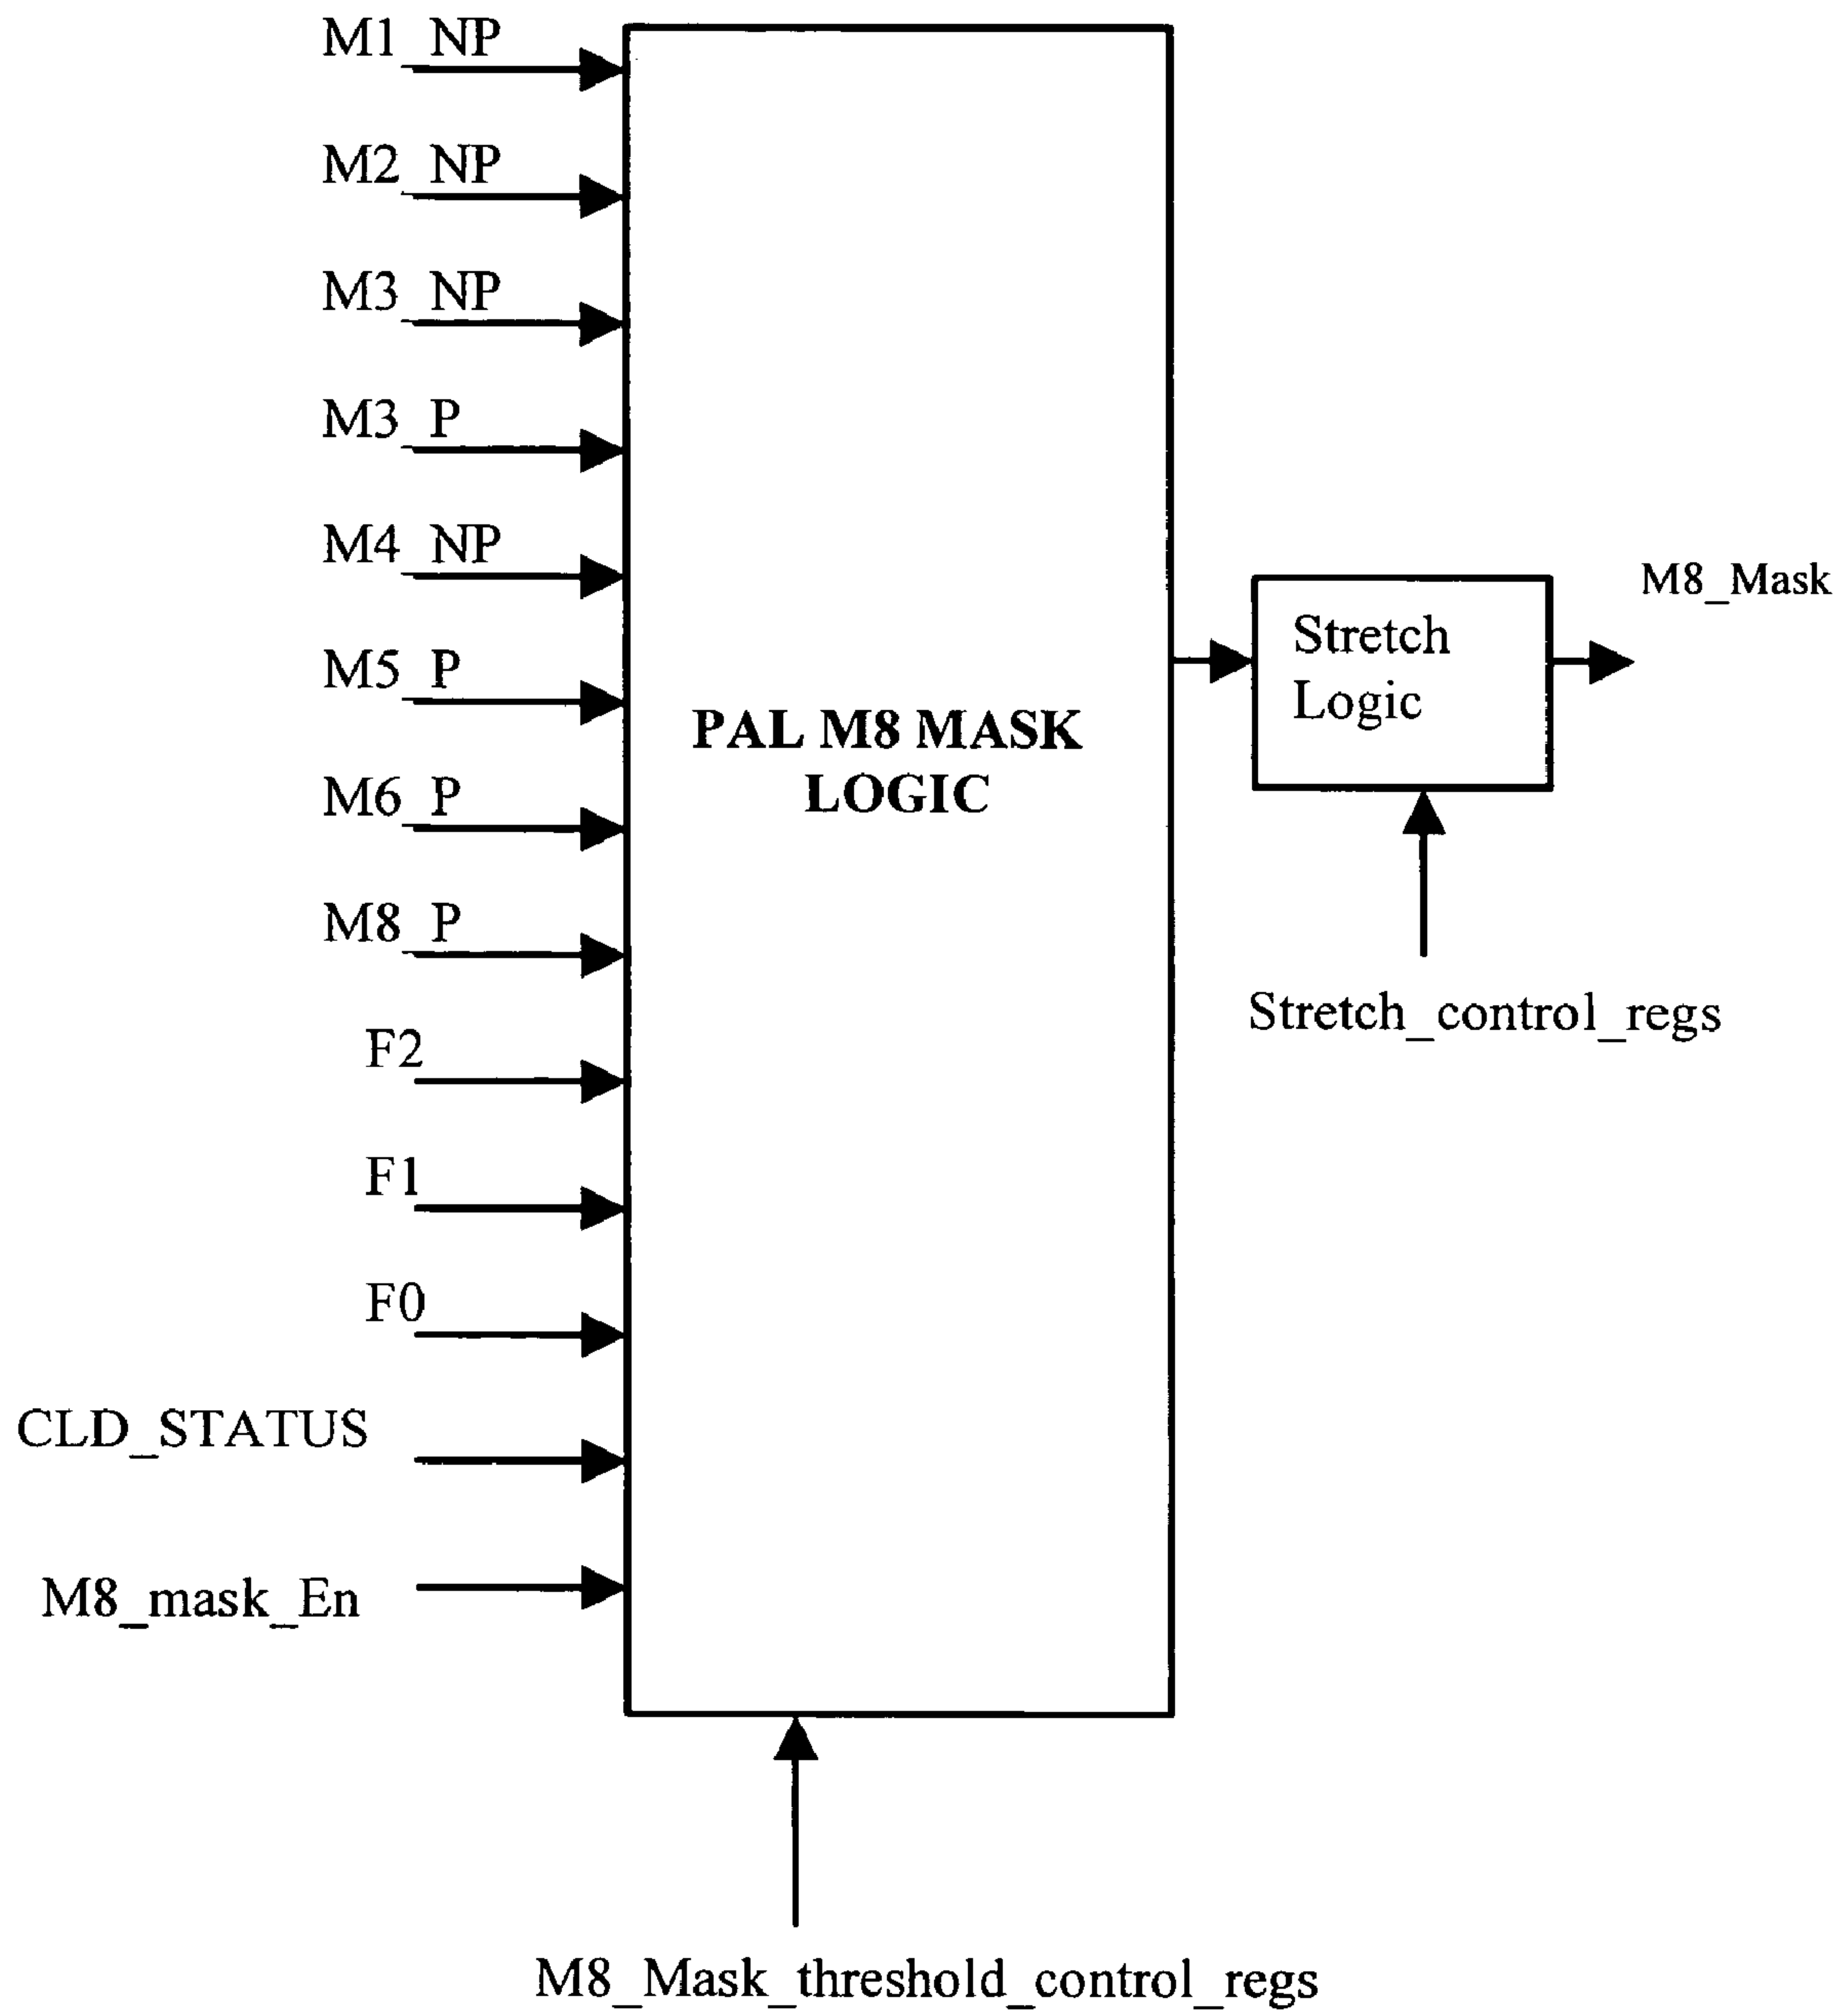 M1_NP
M2_NP
M3_NP
M3_P
M4_NP
M5_P
M6_P
M8_P
F2
F1
F0
CLD_STATUS
M8_mask_En
PAL M8 MASK
LOGIC
Stretch
Logic
M8_Mask
Stretch_control_regs
M8_Mask_threshold_control_regs